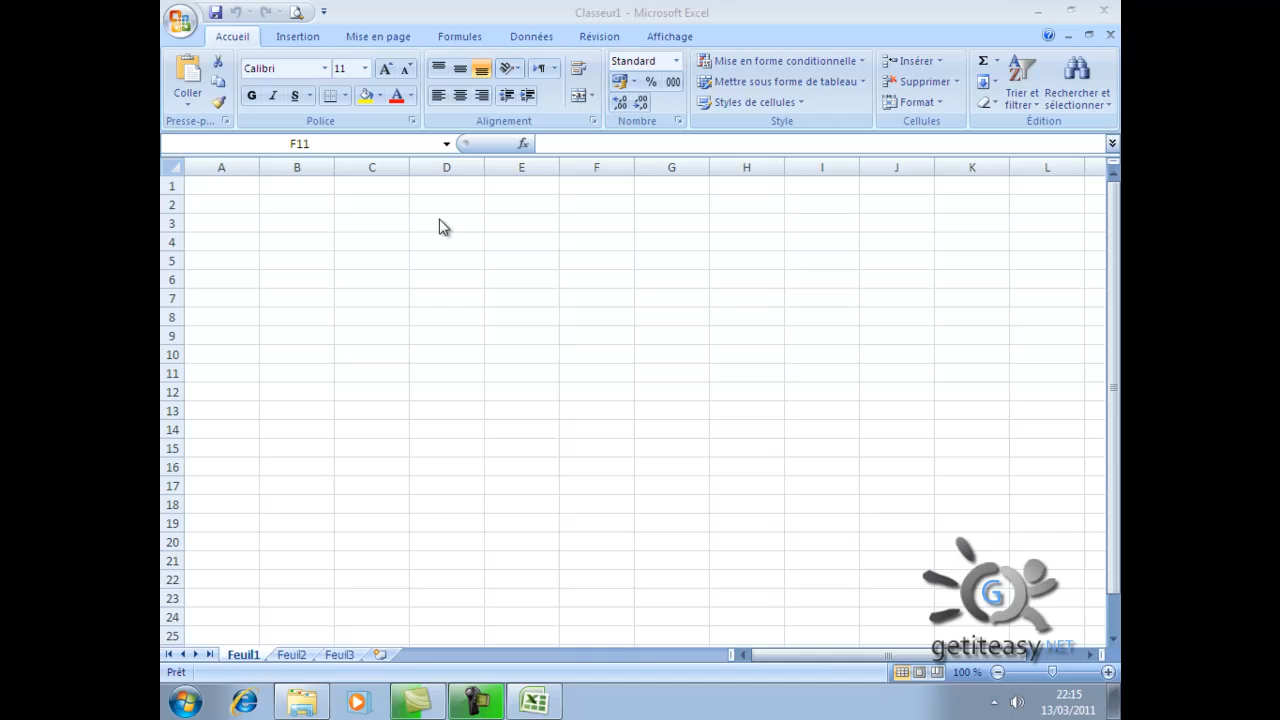 Classeur1 - Microsoft Excel
Accueil Insertion Mise en page Formules Données Révision Affichage
Coller
Calibri 11
G I S
Standard
% 000
Mise en forme conditionnelle
Mettre sous forme de tableau
Styles de cellules
Insérer
Supprimer
Format
Σ
Trier et filtrer
Rechercher et sélectionner
Presse-p... Police Alignement Nombre Style Cellules Édition
F11 fx
A B C D E F G H I J K L
1
2
3
4
5
6
7
8
9
10
11
12
13
14
15
16
17
18
19
20
21
22
23
24
25
G
getiteasy.NET
Feuil1 Feuil2 Feuil3
Prêt 100 %
22:15
13/03/2011